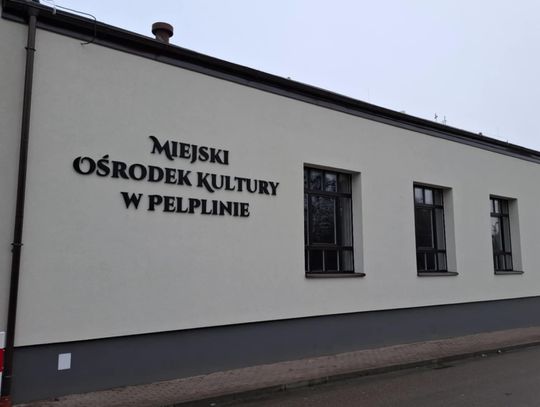 Miejski
Ośrodek Kultury
w Pelplinie